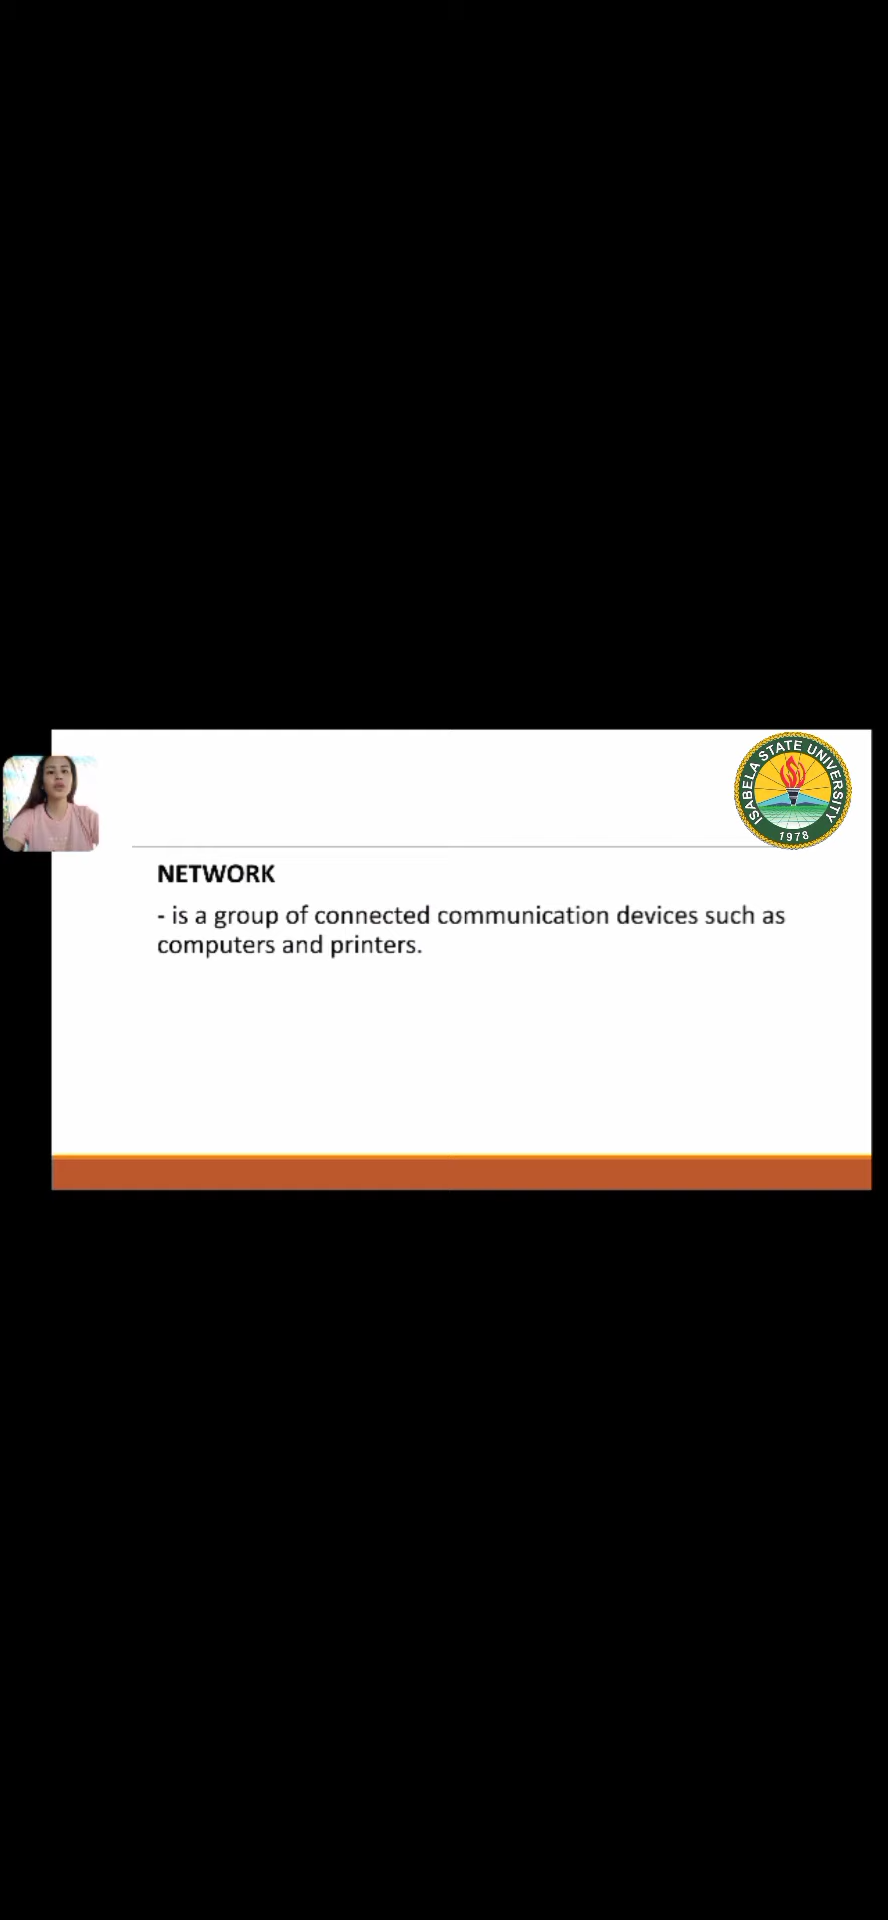 ISABELA STATE UNIVERSITY
1978
NETWORK
- is a group of connected communication devices such as
computers and printers.